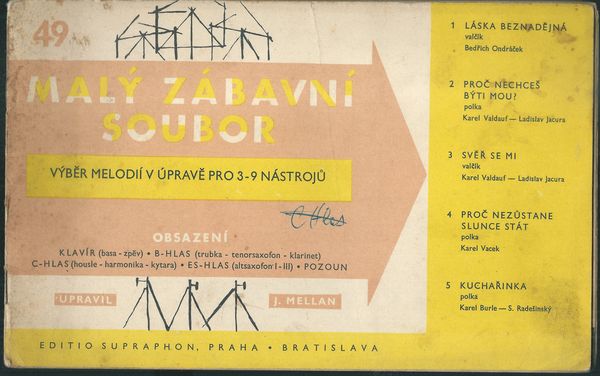 49
MALÝ ZÁBAVNÍ
SOUBOR
VÝBĚR MELODIÍ V ÚPRAVĚ PRO 3-9 NÁSTROJŮ
C Hlas
OBSAZENÍ
KLAVÍR (basa - zpěv) • B-HLAS (trubka - tenorsaxofon - klarinet)
C-HLAS (housle - harmonika - kytara) • ES-HLAS (altsaxofon I-III) • POZOUN
UPRAVIL J. MELLAN
EDITIO SUPRAPHON, PRAHA • BRATISLAVA
1 LÁSKA BEZNADĚJNÁ
valčík
Bedřich Ondráček
2 PROČ NECHCEŠ
BÝTI MOU?
polka
Karel Valdauf — Ladislav Jacura
3 SVĚŘ SE MI
valčík
Karel Valdauf — Ladislav Jacura
4 PROČ NEZŮSTANE
SLUNCE STÁT
polka
Karel Vacek
5 KUCHAŘINKA
polka
Karel Burle — S. Radešinský